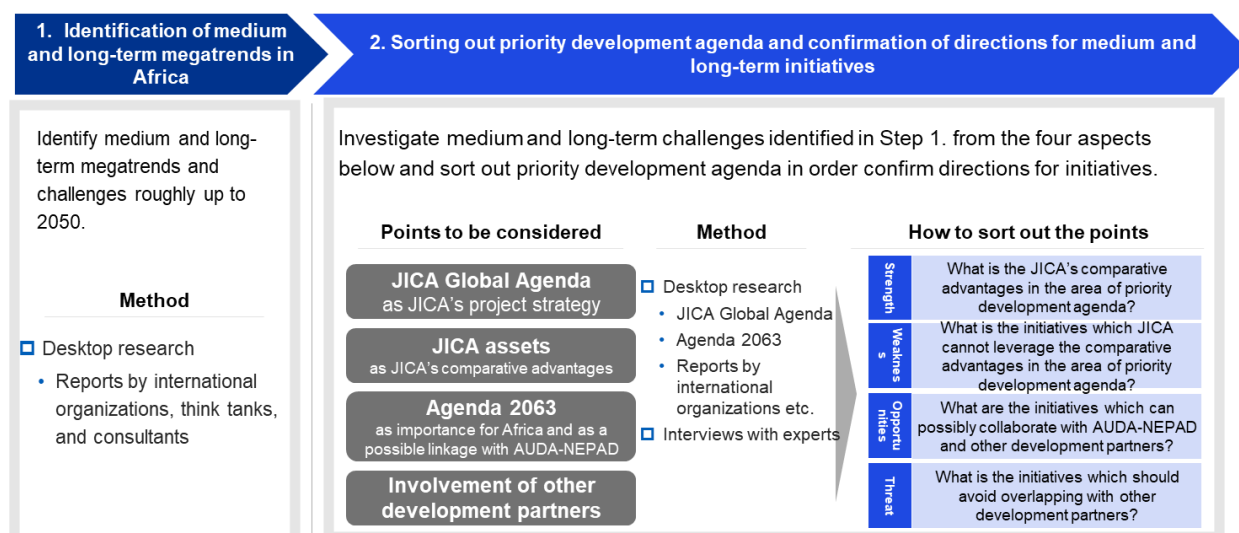 1. Identification of medium
and long-term megatrends in
Africa
2. Sorting out priority development agenda and confirmation of directions for medium and
long-term initiatives
Identify medium and long-
term megatrends and
challenges roughly up to
2050.
Method
Desktop research
• Reports by international
organizations, think tanks,
and consultants
Investigate medium and long-term challenges identified in Step 1. from the four aspects
below and sort out priority development agenda in order confirm directions for initiatives.
Points to be considered
JICA Global Agenda
as JICA's project strategy
JICA assets
as JICA's comparative advantages
Agenda 2063
as importance for Africa and as a
possible linkage with AUDA-NEPAD
Involvement of other
development partners
Method
Desktop research
• JICA Global Agenda
• Agenda 2063
• Reports by
international
organizations etc.
Interviews with experts
How to sort out the points
Strength
What is the JICA's comparative
advantages in the area of priority
development agenda?
Weaknes
s
What is the initiatives which JICA
cannot leverage the comparative
advantages in the area of priority
development agenda?
Opportu
nities
What are the initiatives which can
possibly collaborate with AUDA-NEPAD
and other development partners?
Threat
What is the initiatives which should
avoid overlapping with other
development partners?